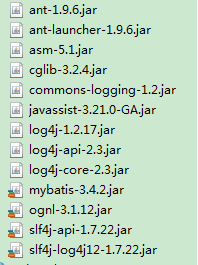 ant-1.9.6.jar
ant-launcher-1.9.6.jar
asm-5.1.jar
cglib-3.2.4.jar
commons-logging-1.2.jar
javassist-3.21.0-GA.jar
log4j-1.2.17.jar
log4j-api-2.3.jar
log4j-core-2.3.jar
mybatis-3.4.2.jar
ognl-3.1.12.jar
slf4j-api-1.7.22.jar
slf4j-log4j12-1.7.22.jar